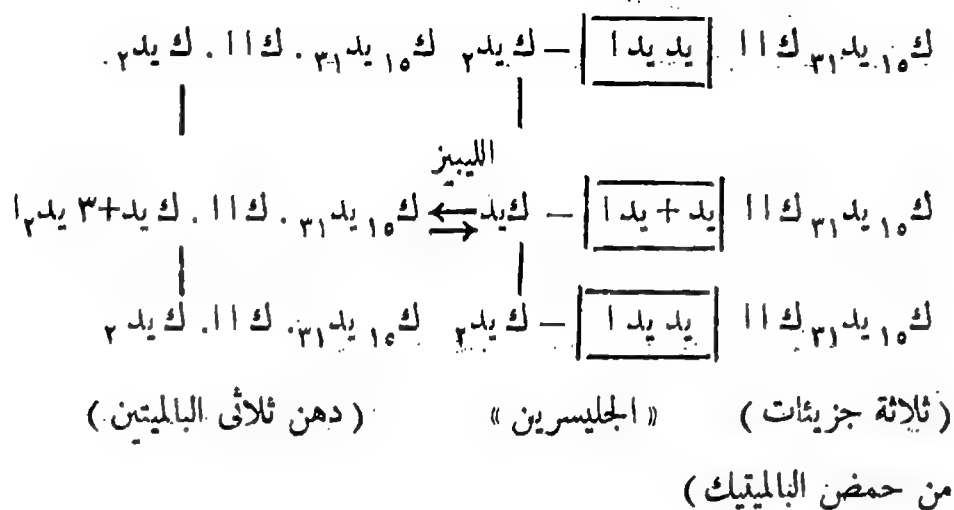 ك١٥ يد٣١ ك ا ا يد يد ا — ك يد٢ ك١٥ يد٣١ . ك ا ا . ك يد٢
الليبيز
ك١٥ يد٣١ ك ا ا يد + يد ا — ك يد ⇄ ك١٥ يد٣١ . ك ا ا . ك يد + ٣ يد٢ ا
ك١٥ يد٣١ ك ا ا يد يد ا — ك يد٢ ك١٥ يد٣١ . ك ا ا . ك يد٢
( ثلاثة جزيئات ) « الجليسرين » ( دهن ثلاثى البالميتين )
من حمض البالميتيك )